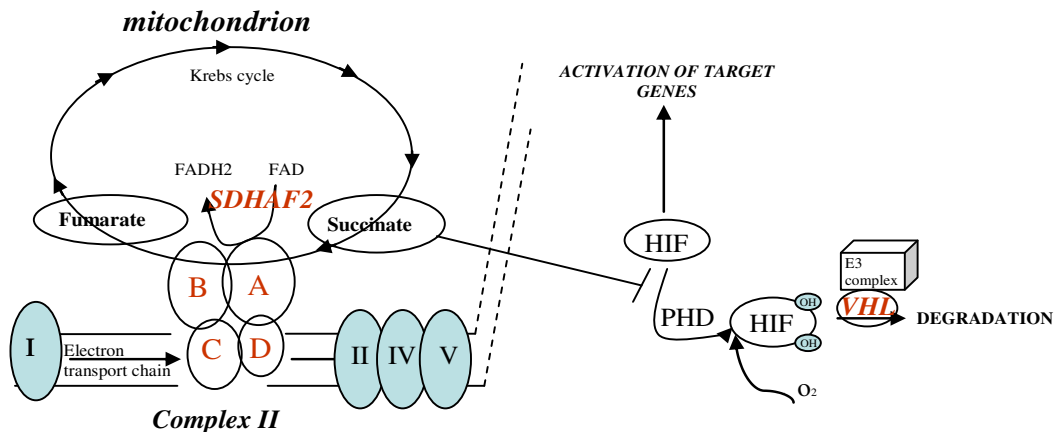 mitochondrion
Krebs cycle
ACTIVATION OF TARGET
GENES
FADH2
FAD
SDHAF2
Fumarate
Succinate
HIF
E3
complex
B
A
OH
VHL
PHD
HIF
DEGRADATION
OH
I
Electron
transport chain
C
D
II
IV
V
O2
Complex II